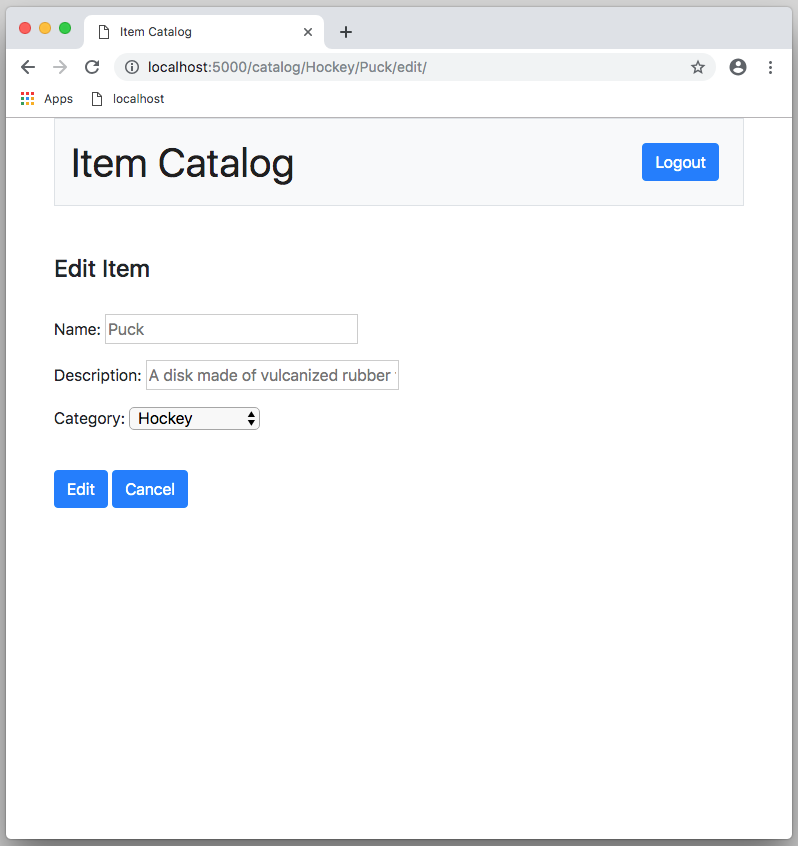 Item Catalog
localhost:5000/catalog/Hockey/Puck/edit/
Apps localhost
Item Catalog Logout
Edit Item
Name: Puck
Description: A disk made of vulcanized rubber
Category: Hockey
Edit Cancel